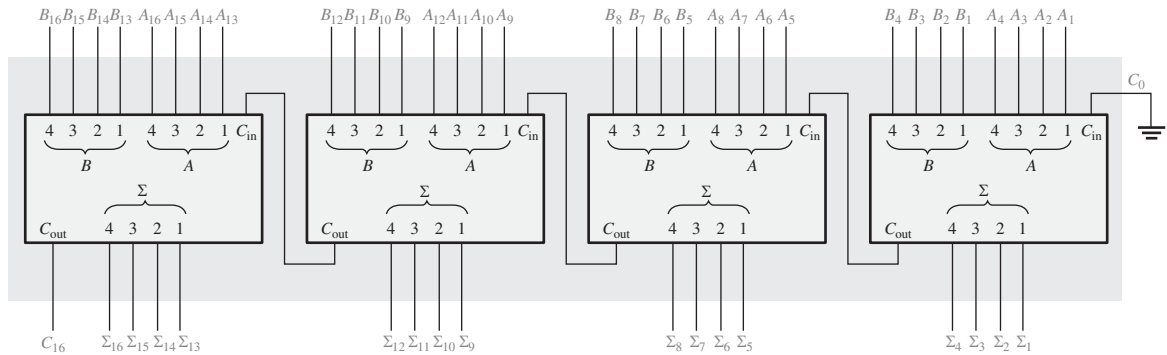 B₁₆ B₁₅ B₁₄ B₁₃ A₁₆ A₁₅ A₁₄ A₁₃ B₁₂ B₁₁ B₁₀ B₉ A₁₂ A₁₁ A₁₀ A₉ B₈ B₇ B₆ B₅ A₈ A₇ A₆ A₅ B₄ B₃ B₂ B₁ A₄ A₃ A₂ A₁
C₀
4 3 2 1 4 3 2 1 Cin 4 3 2 1 4 3 2 1 Cin 4 3 2 1 4 3 2 1 Cin 4 3 2 1 4 3 2 1 Cin
B A B A B A B A
Σ Σ Σ Σ
Cout 4 3 2 1 Cout 4 3 2 1 Cout 4 3 2 1 Cout 4 3 2 1
C₁₆ Σ₁₆ Σ₁₅ Σ₁₄ Σ₁₃ Σ₁₂ Σ₁₁ Σ₁₀ Σ₉ Σ₈ Σ₇ Σ₆ Σ₅ Σ₄ Σ₃ Σ₂ Σ₁